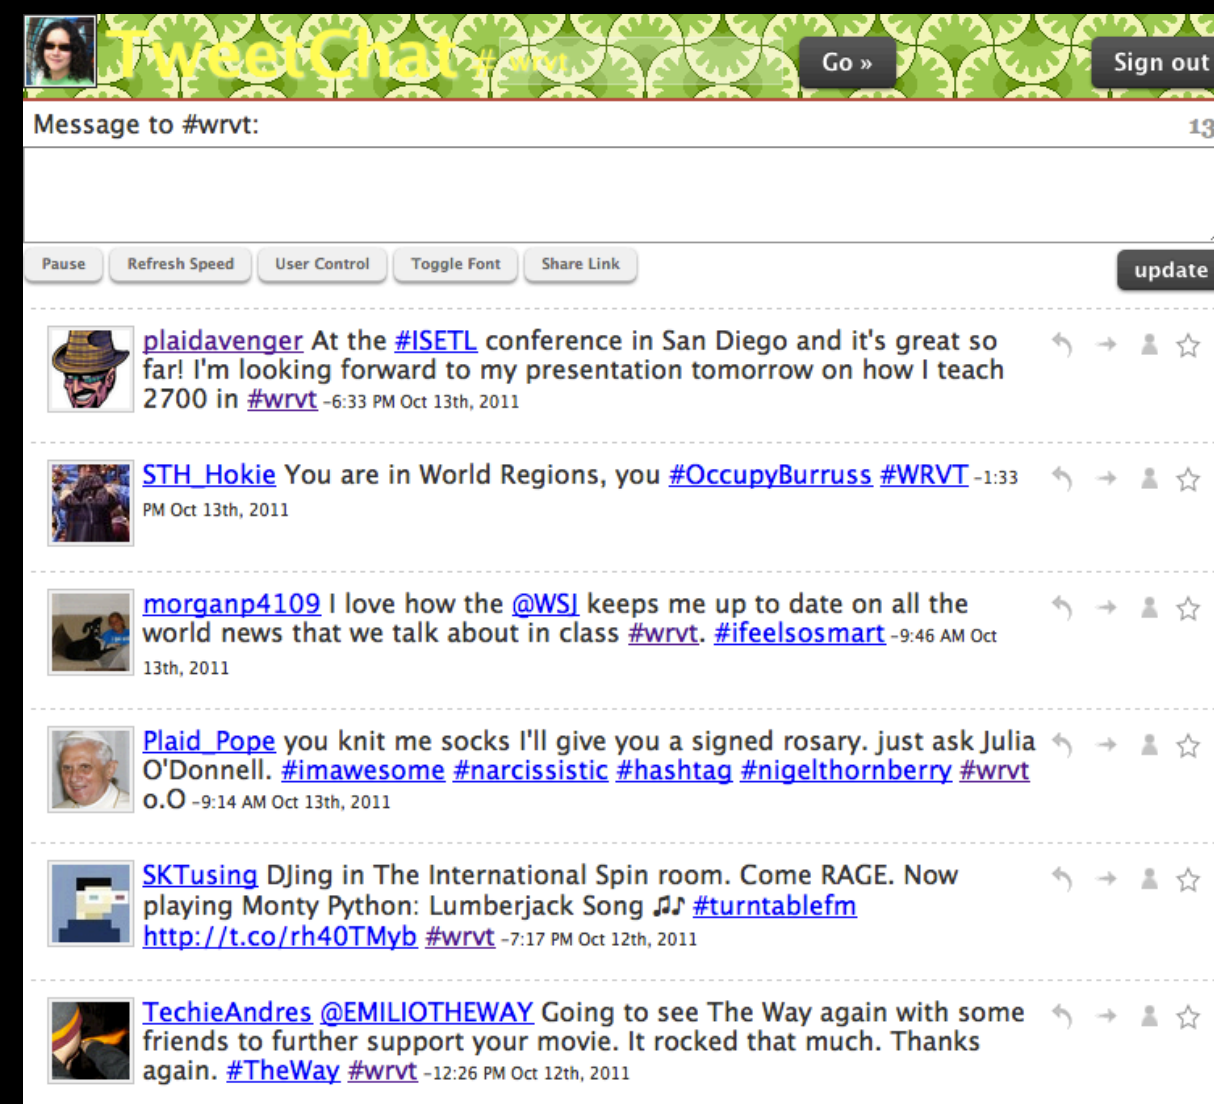 TweetChat # wrvt Go » Sign out
Message to #wrvt: 13
Pause Refresh Speed User Control Toggle Font Share Link update
plaidavenger At the #ISETL conference in San Diego and it's great so
far! I'm looking forward to my presentation tomorrow on how I teach
2700 in #wrvt -6:33 PM Oct 13th, 2011
STH_Hokie You are in World Regions, you #OccupyBurruss #WRVT -1:33
PM Oct 13th, 2011
morganp4109 I love how the @WSJ keeps me up to date on all the
world news that we talk about in class #wrvt. #ifeelsosmart -9:46 AM Oct
13th, 2011
Plaid_Pope you knit me socks I'll give you a signed rosary. just ask Julia
O'Donnell. #imawesome #narcissistic #hashtag #nigelthornberry #wrvt
o.O -9:14 AM Oct 13th, 2011
SKTusing DJing in The International Spin room. Come RAGE. Now
playing Monty Python: Lumberjack Song ♫♪ #turntablefm
http://t.co/rh40TMyb #wrvt -7:17 PM Oct 12th, 2011
TechieAndres @EMILIOTHEWAY Going to see The Way again with some
friends to further support your movie. It rocked that much. Thanks
again. #TheWay #wrvt -12:26 PM Oct 12th, 2011